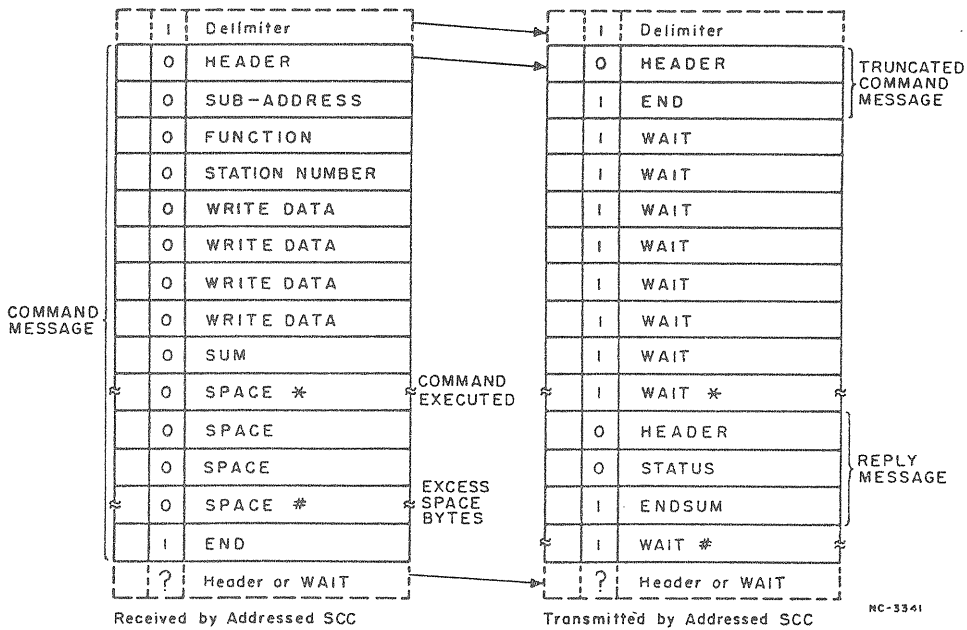 1 Delimiter
0 HEADER
0 SUB-ADDRESS
0 FUNCTION
0 STATION NUMBER
0 WRITE DATA
0 WRITE DATA
0 WRITE DATA
0 WRITE DATA
0 SUM
0 SPACE *
0 SPACE
0 SPACE
0 SPACE #
1 END
? Header or WAIT
COMMAND
MESSAGE
COMMAND
EXECUTED
EXCESS
SPACE
BYTES
Received by Addressed SCC
1 Delimiter
0 HEADER
1 END
1 WAIT
1 WAIT
1 WAIT
1 WAIT
1 WAIT
1 WAIT
1 WAIT
1 WAIT *
0 HEADER
0 STATUS
1 ENDSUM
1 WAIT #
? Header or WAIT
TRUNCATED
COMMAND
MESSAGE
REPLY
MESSAGE
Transmitted by Addressed SCC
NC-3341